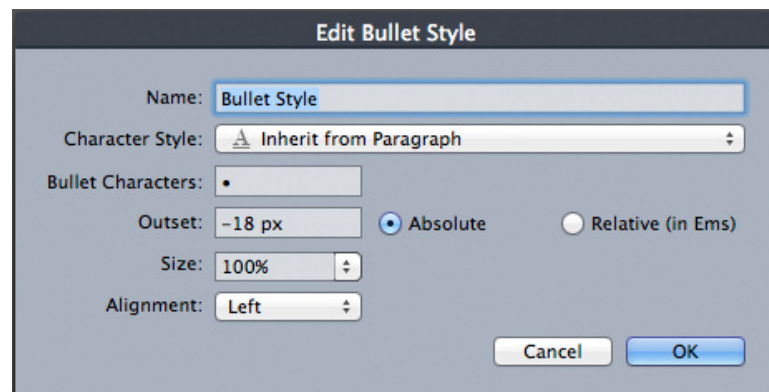 Edit Bullet Style
Name: Bullet Style
Character Style: A Inherit from Paragraph
Bullet Characters: •
Outset: -18 px Absolute Relative (in Ems)
Size: 100%
Alignment: Left
Cancel OK